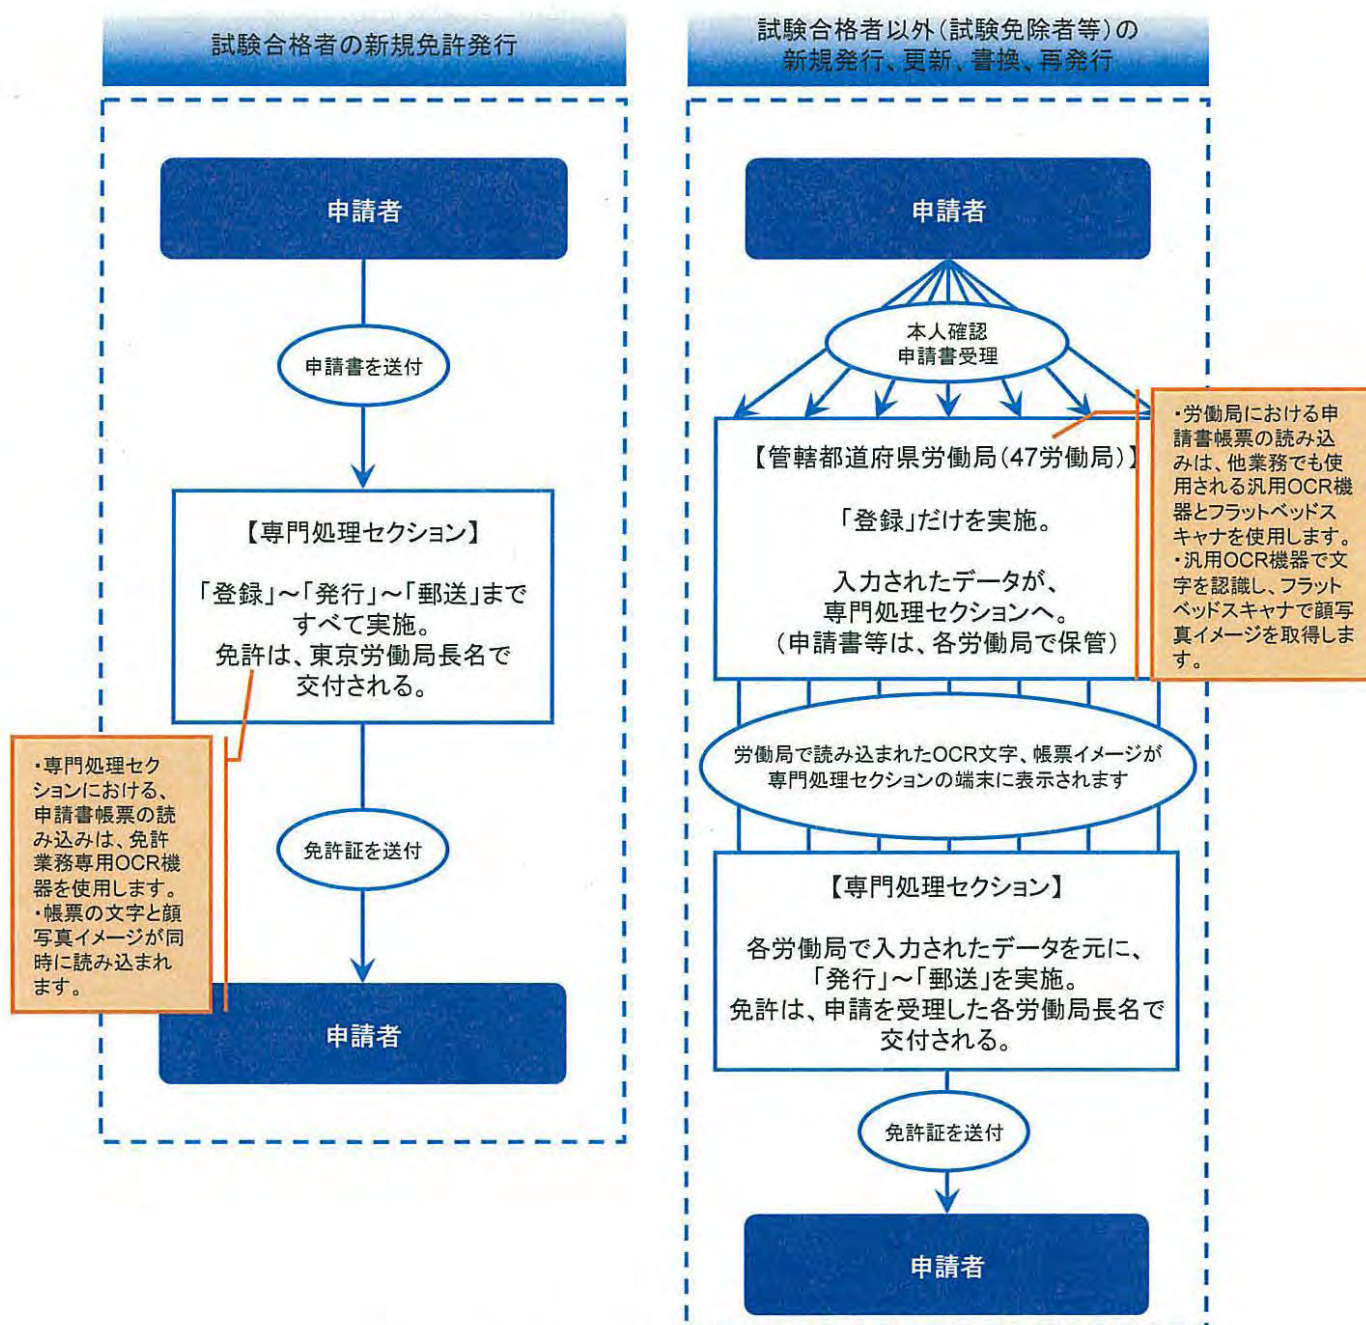 試験合格者の新規免許発行
申請者
申請書を送付
【専門処理セクション】
「登録」～「発行」～「郵送」まで
すべて実施。
免許は、東京労働局長名で
交付される。
・専門処理セク
ションにおける、
申請書帳票の読
み込みは、免許
業務専用OCR機
器を使用します。
・帳票の文字と顔
写真イメージが同
時に読み込まれ
ます。
免許証を送付
申請者
試験合格者以外(試験免除者等)の
新規発行、更新、書換、再発行
申請者
本人確認
申請書受理
【管轄都道府県労働局(47労働局)】
「登録」だけを実施。
入力されたデータが、
専門処理セクションへ。
(申請書等は、各労働局で保管)
・労働局における申
請書帳票の読み込
みは、他業務でも使
用される汎用OCR機
器とフラットベッドス
キャナを使用します。
・汎用OCR機器で文
字を認識し、フラット
ベッドスキャナで顔写
真イメージを取得しま
す。
労働局で読み込まれたOCR文字、帳票イメージが
専門処理セクションの端末に表示されます
【専門処理セクション】
各労働局で入力されたデータを元に、
「発行」～「郵送」を実施。
免許は、申請を受理した各労働局長名で
交付される。
免許証を送付
申請者